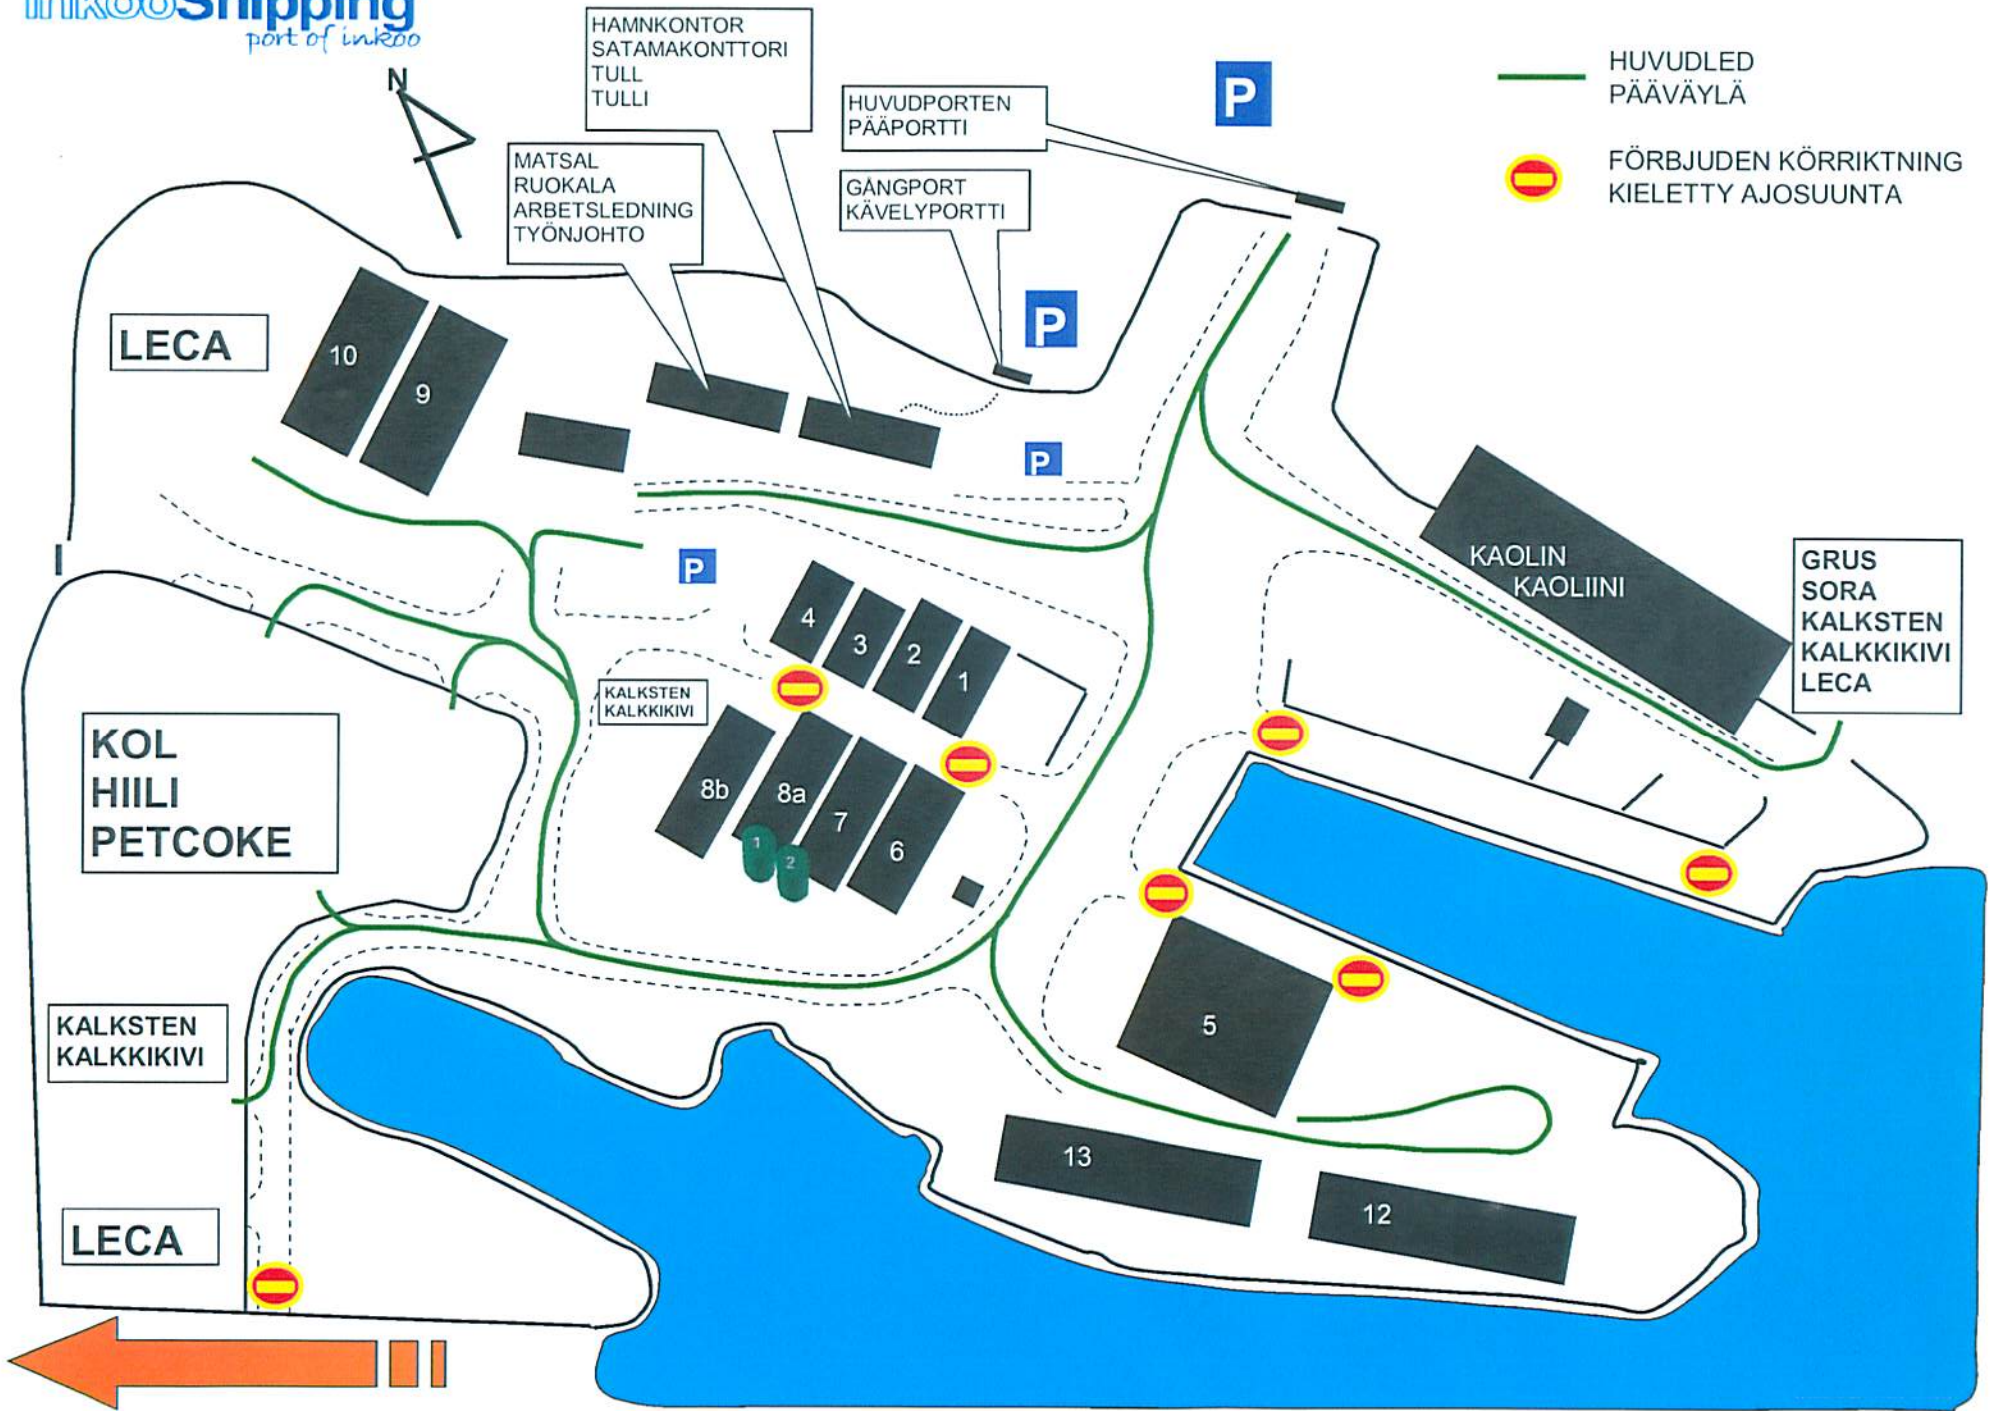 inkooShipping
port of inkoo
N
HAMNKONTOR
SATAMAKONTTORI
TULL
TULLI
MATSAL
RUOKALA
ARBETSLEDNING
TYÖNJOHTO
HUVUDPORTEN
PÄÄPORTTI
GÅNGPORT
KÄVELYPORTTI
P
HUVUDLED
PÄÄVÄYLÄ
FÖRBJUDEN KÖRRIKTNING
KIELETTY AJOSUUNTA
P
LECA
10
9
P
P
KAOLIN
KAOLIINI
GRUS
SORA
KALKSTEN
KALKKIKIVI
LECA
4
3
2
1
KALKSTEN
KALKKIKIVI
KOL
HIILI
PETCOKE
8b
8a
7
6
1
2
5
KALKSTEN
KALKKIKIVI
13
12
LECA